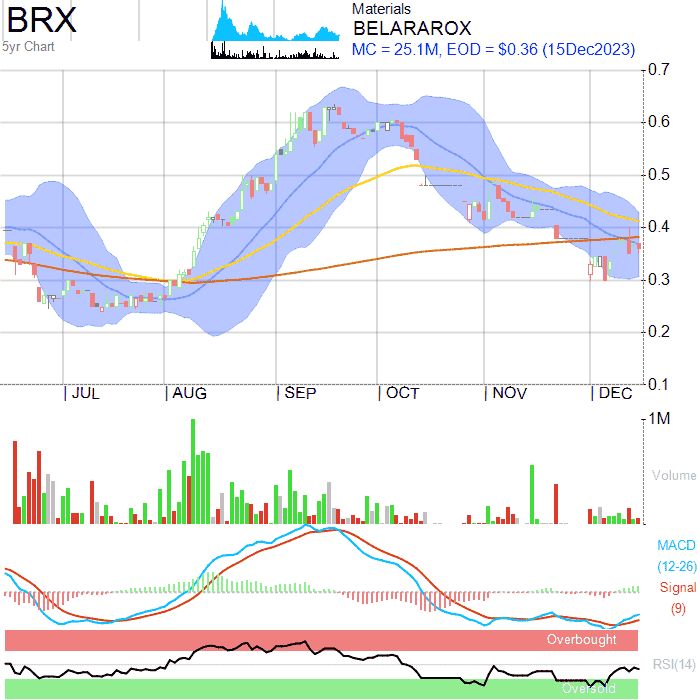 BRX
5yr Chart
Materials
BELARAROX
MC = 25.1M, EOD = $0.36 (15Dec2023)
0.7
0.6
0.5
0.4
0.3
0.2
0.1
JUL AUG SEP OCT NOV DEC
1M
Volume
MACD
(12-26)
Signal
(9)
Overbought
RSI(14)
Oversold